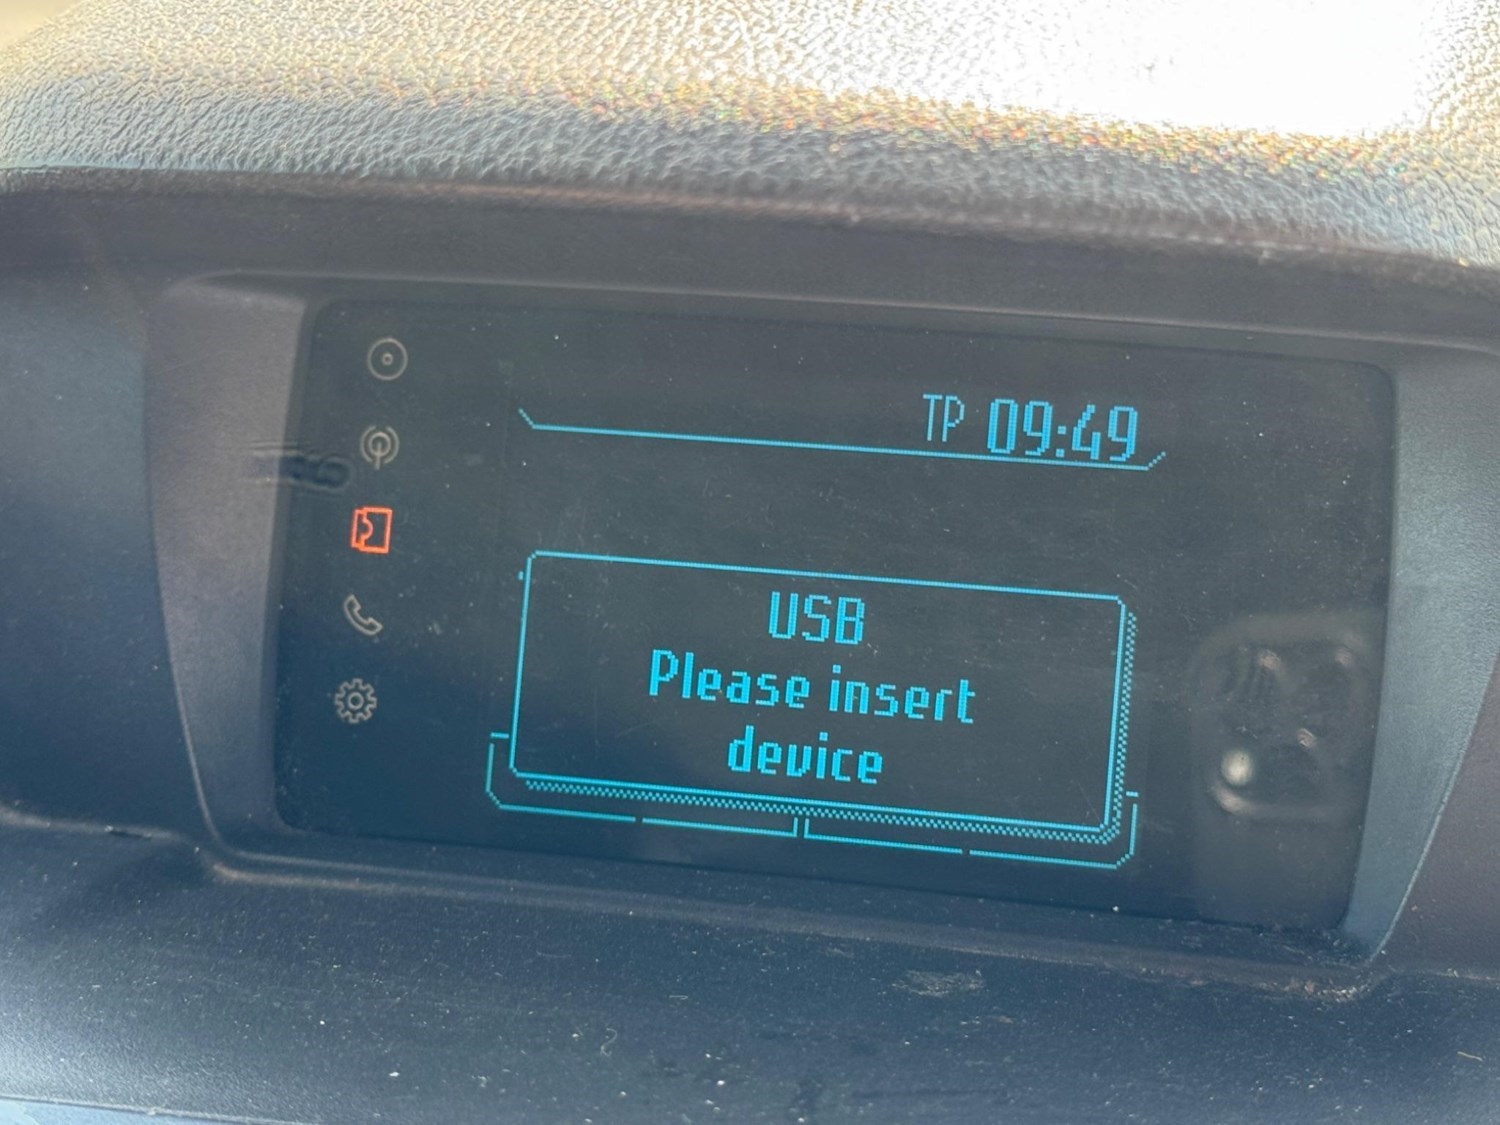 TP 09:49
USB
Please insert
device